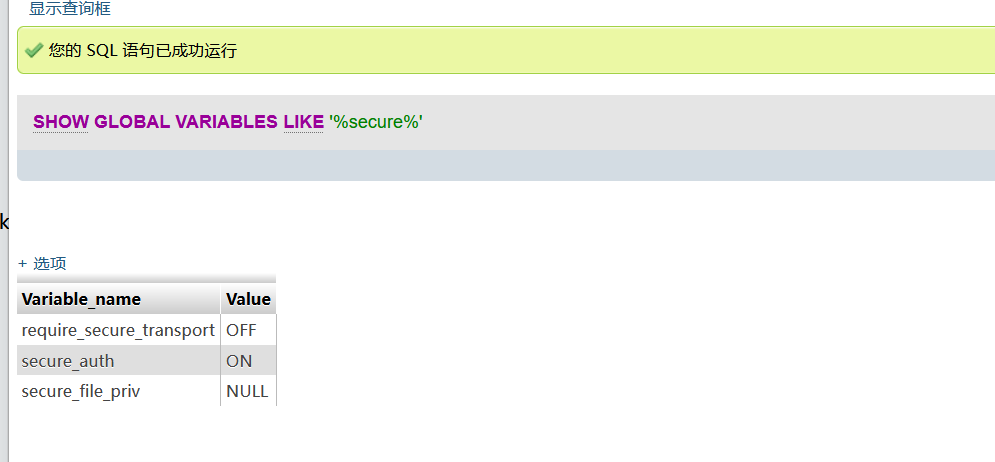 显示查询框
您的 SQL 语句已成功运行
SHOW GLOBAL VARIABLES LIKE '%secure%'
k
+ 选项
Variable_name Value
require_secure_transport OFF
secure_auth ON
secure_file_priv NULL